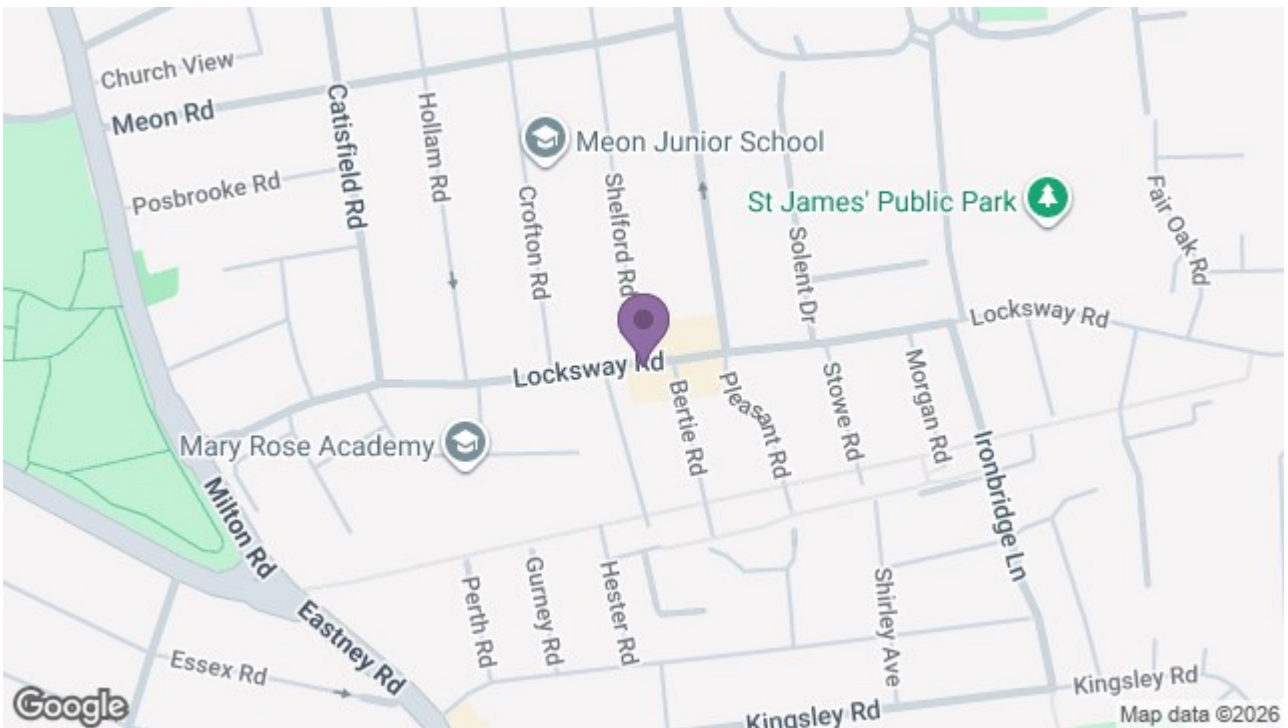 Church View
Meon Rd
Catisfield Rd
Hollam Rd
Meon Junior School
Posbrooke Rd
Crofton Rd
Shelford Rd
St James' Public Park
Solent Dr
Fair Oak Rd
Locksway Rd
Locksway Rd
Bertie Rd
Pleasant Rd
Stowe Rd
Morgan Rd
Mary Rose Academy
Milton Rd
Ironbridge Ln
Perth Rd
Gurney Rd
Hester Rd
Shirley Ave
Eastney Rd
Essex Rd
Kingsley Rd
Kingsley Rd
Google
Map data ©2026